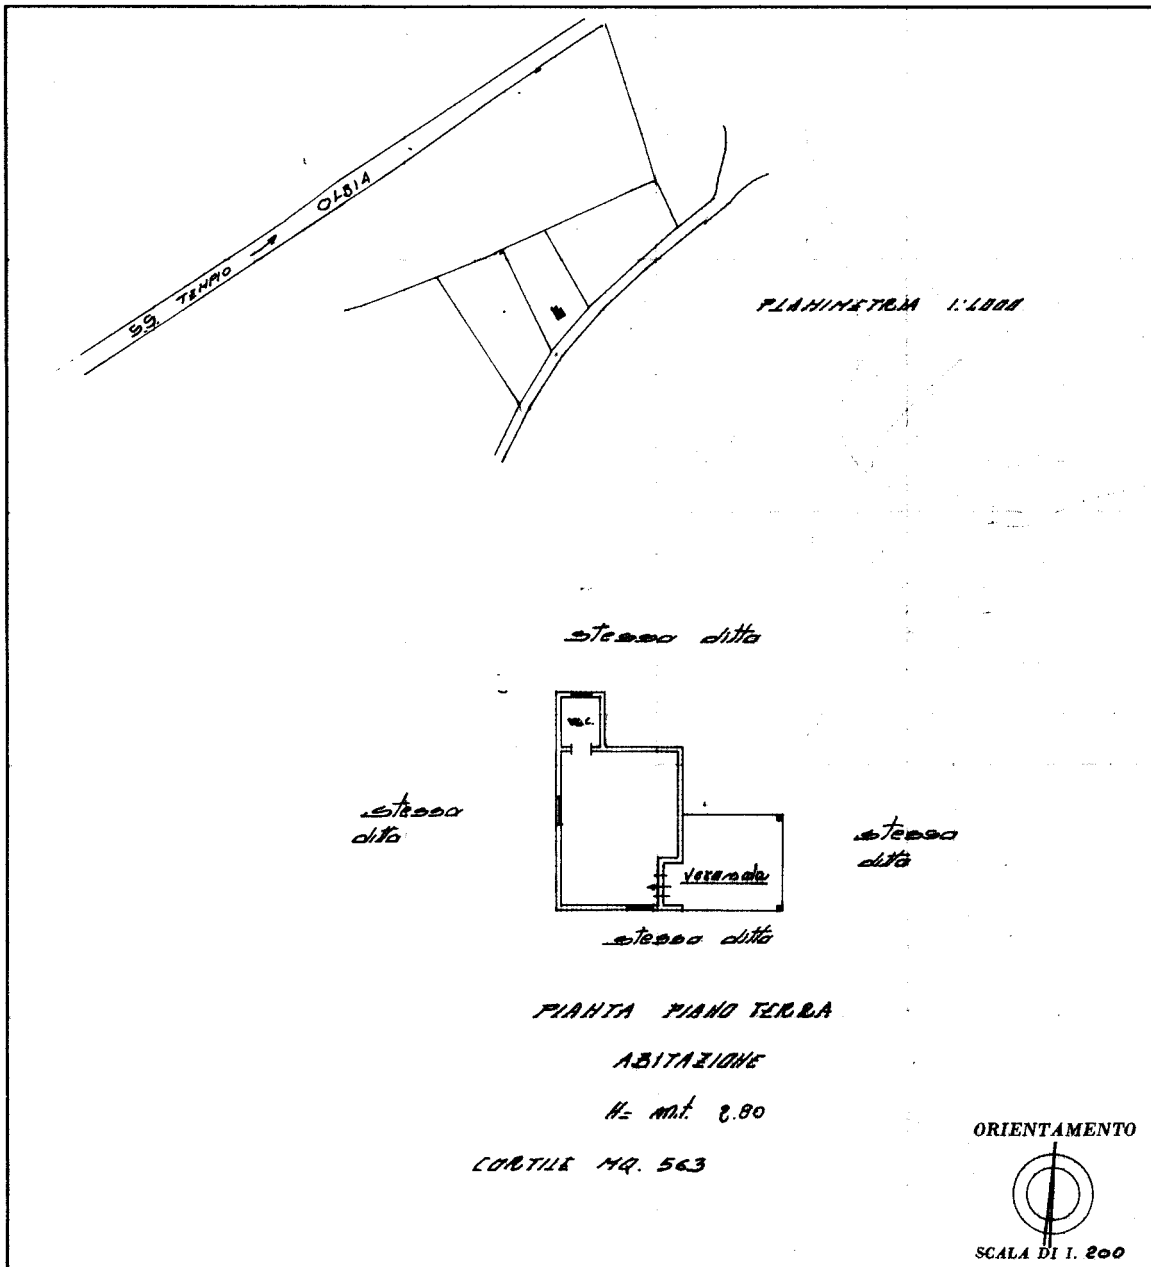 S.S. TEMPIO → OLBIA
PLANIMETRIA 1:2000
stessa ditta
W.C.
stessa
ditta
stessa
ditta
veranda
stessa ditta
PIANTA PIANO TERRA
ABITAZIONE
H= mt. 2.80
CORTILE MQ. 563
ORIENTAMENTO
SCALA DI 1. 200